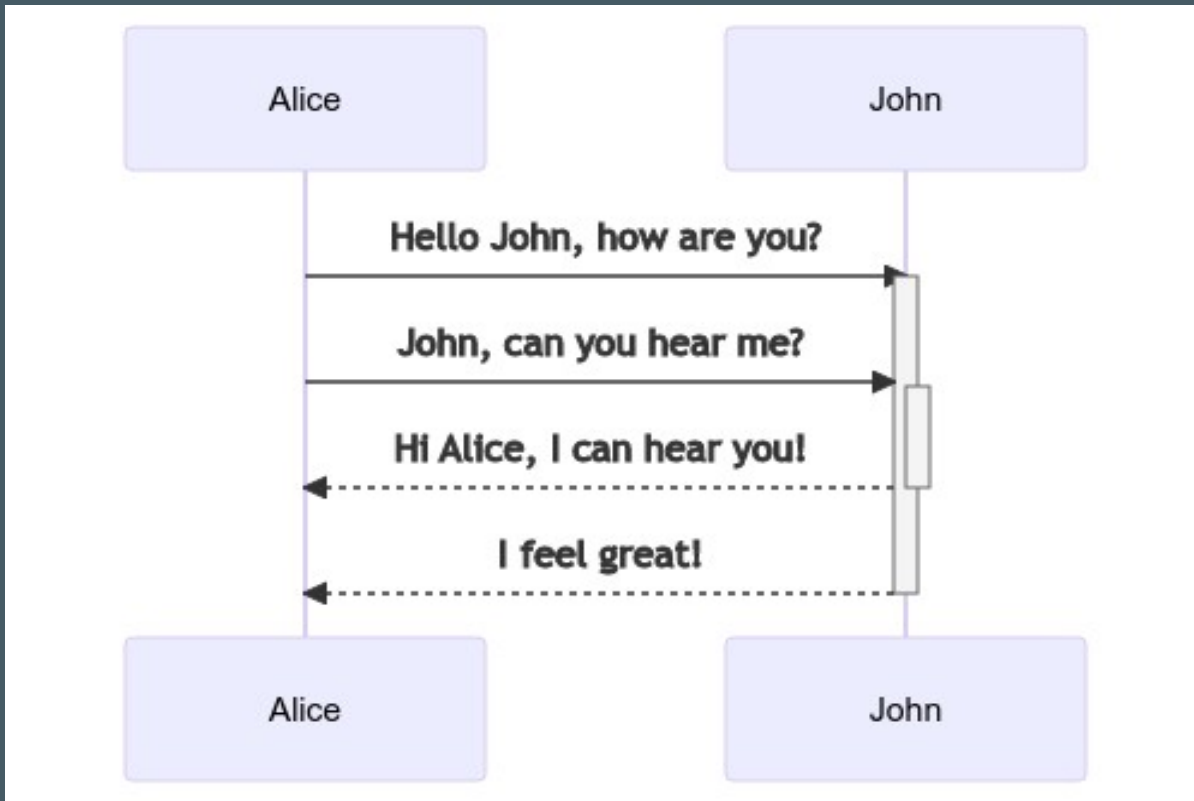 Alice
John
Hello John, how are you?
John, can you hear me?
Hi Alice, I can hear you!
I feel great!
Alice
John